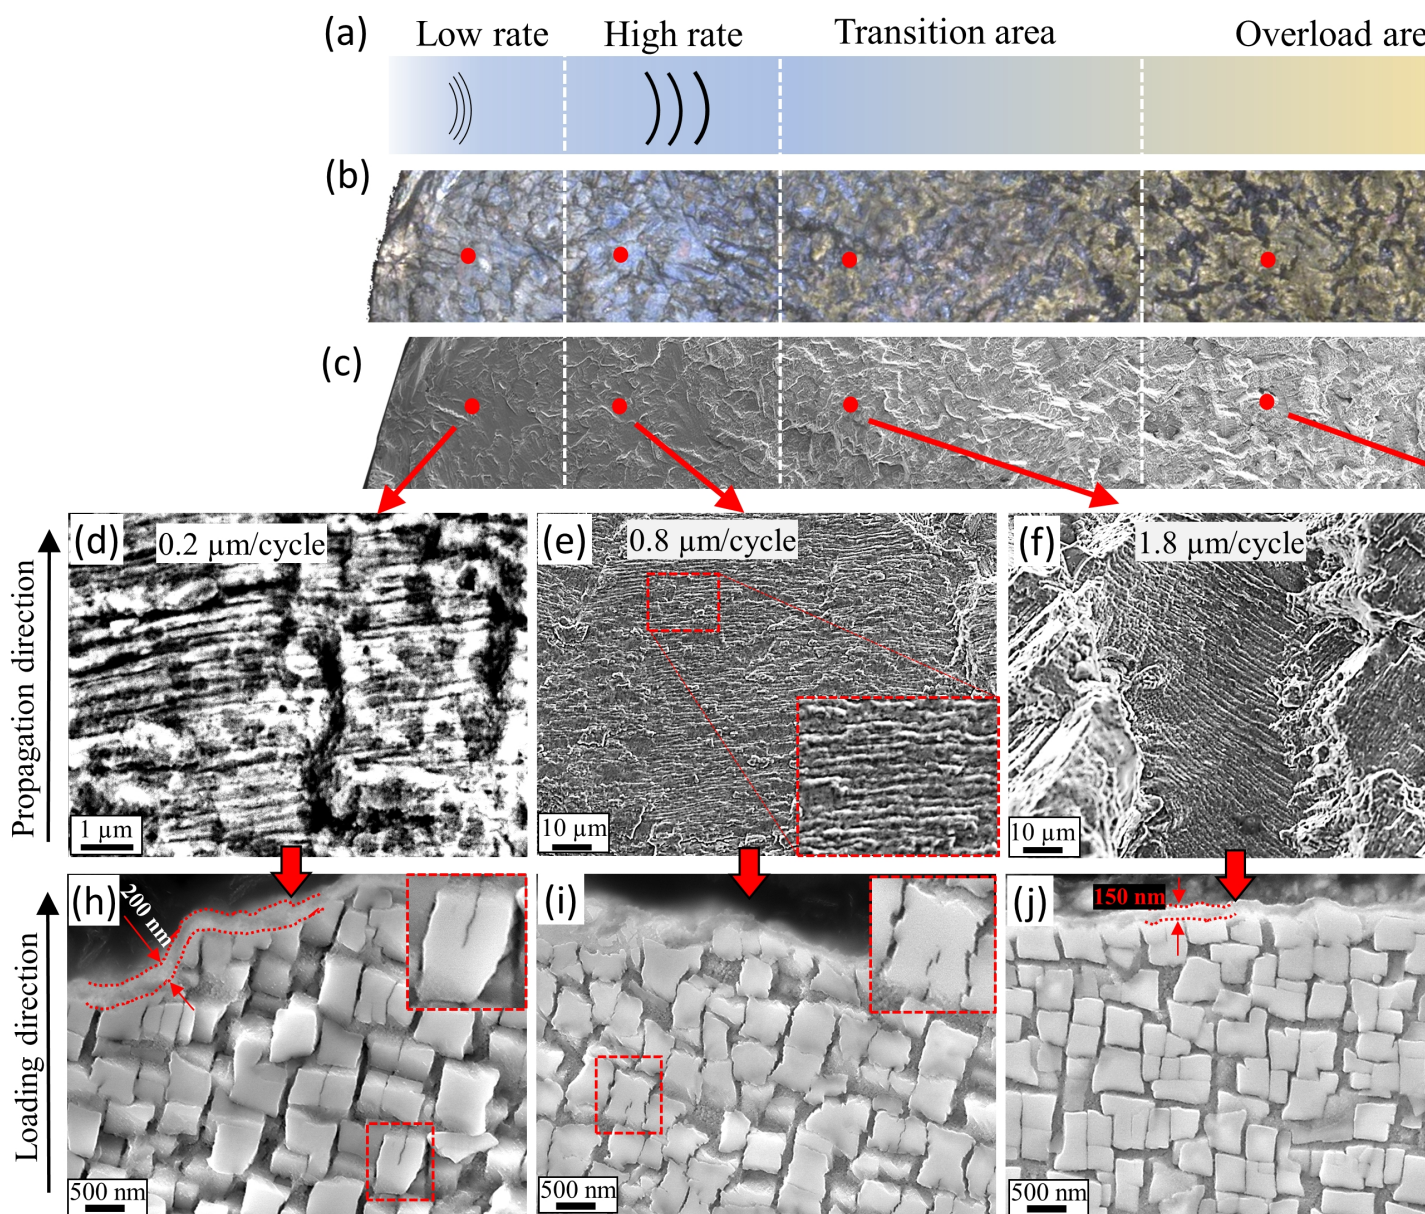 (a)
Low rate
High rate
Transition area
Overload are
(b)
(c)
(d)
0.2 µm/cycle
(e)
0.8 µm/cycle
(f)
1.8 µm/cycle
Propagation direction
1 µm
10 µm
10 µm
(h)
200 nm
(i)
(j)
150 nm
Loading direction
500 nm
500 nm
500 nm